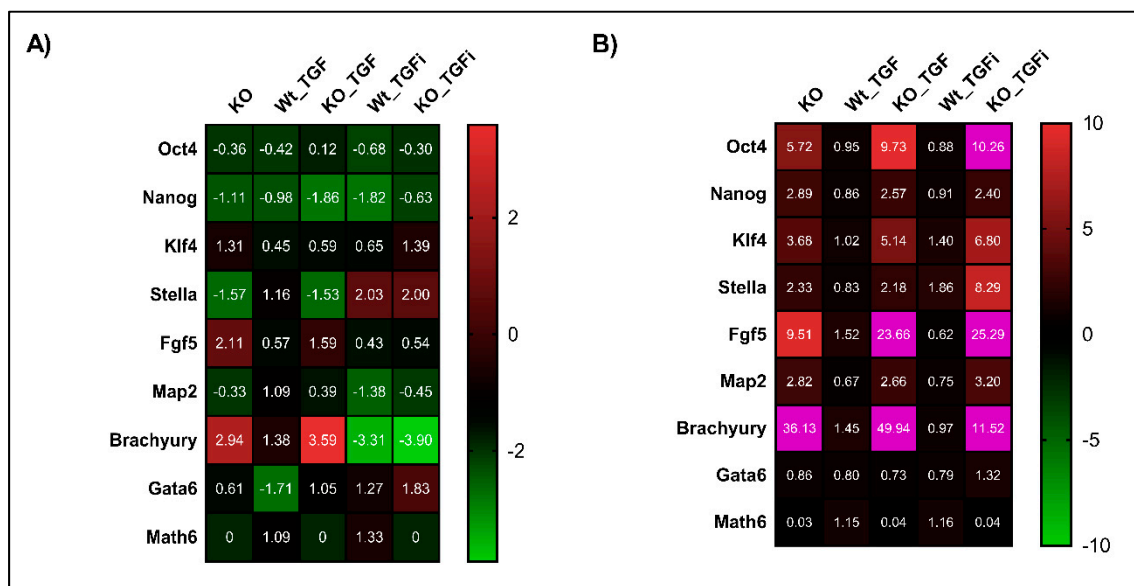 A)
KO Wt_TGF KO_TGF Wt_TGFi KO_TGFi
Oct4 -0.36 -0.42 0.12 -0.68 -0.30
Nanog -1.11 -0.98 -1.86 -1.82 -0.63
Klf4 1.31 0.45 0.59 0.65 1.39
Stella -1.57 1.16 -1.53 2.03 2.00
Fgf5 2.11 0.57 1.59 0.43 0.54
Map2 -0.33 1.09 0.39 -1.38 -0.45
Brachyury 2.94 1.38 3.59 -3.31 -3.90
Gata6 0.61 -1.71 1.05 1.27 1.83
Math6 0 1.09 0 1.33 0
2
0
-2
B)
KO Wt_TGF KO_TGF Wt_TGFi KO_TGFi
Oct4 5.72 0.95 9.73 0.88 10.26
Nanog 2.89 0.86 2.57 0.91 2.40
Klf4 3.68 1.02 5.14 1.40 6.80
Stella 2.33 0.83 2.18 1.86 8.29
Fgf5 9.51 1.52 23.66 0.62 25.29
Map2 2.82 0.67 2.66 0.75 3.20
Brachyury 36.13 1.45 49.94 0.97 11.52
Gata6 0.86 0.80 0.73 0.79 1.32
Math6 0.03 1.15 0.04 1.16 0.04
10
5
0
-5
-10